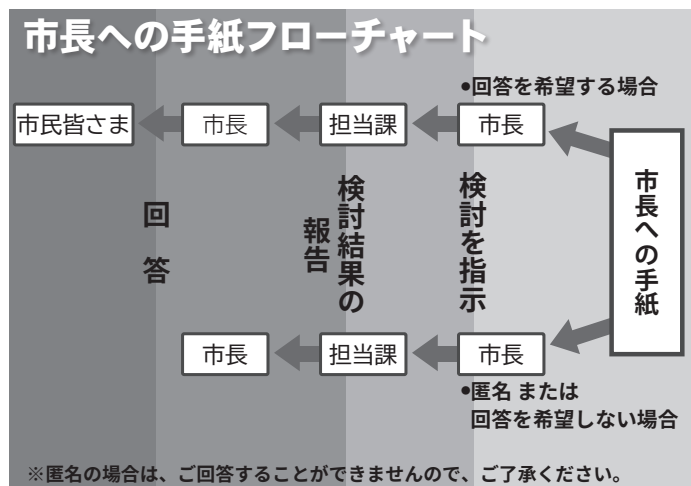 市長への手紙フローチャート
●回答を希望する場合
市長への手紙
市長
担当課
市長
市民皆さま
検討を指示
検討結果の
報告
回答
市長
担当課
市長
●匿名 または
回答を希望しない場合
※匿名の場合は、ご回答することができませんので、ご了承ください。